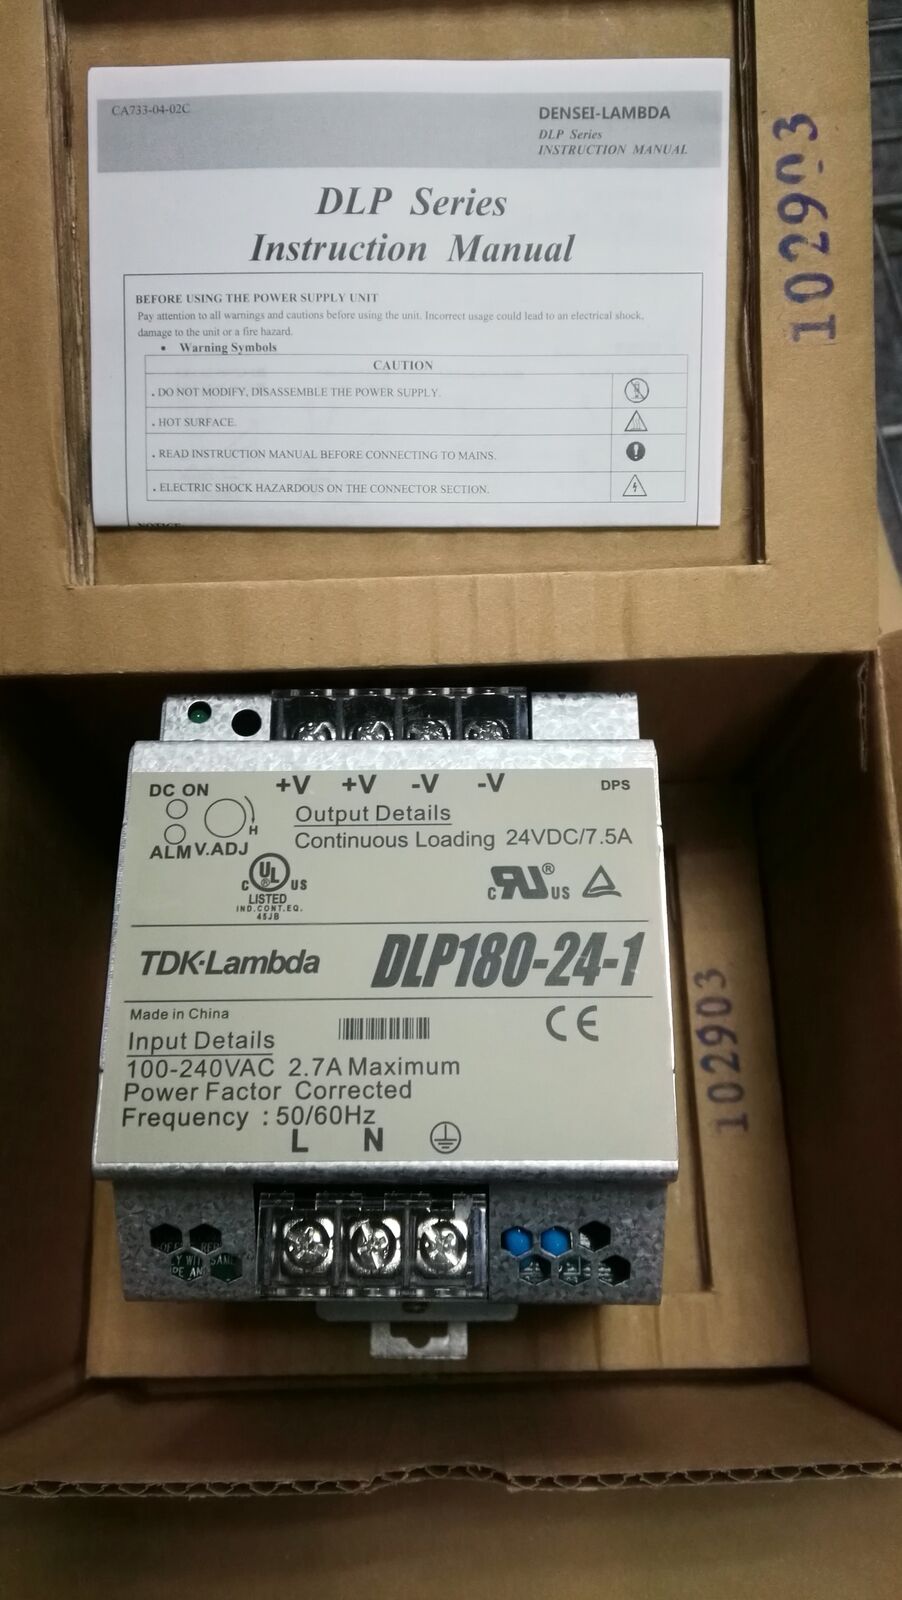 CA733-04-02C
DENSEI-LAMBDA
DLP Series
INSTRUCTION MANUAL
DLP Series
Instruction Manual
BEFORE USING THE POWER SUPPLY UNIT
Pay attention to all warnings and cautions before using the unit. Incorrect usage could lead to an electrical shock,
damage to the unit or a fire hazard.
▪ Warning Symbols
CAUTION
. DO NOT MODIFY, DISASSEMBLE THE POWER SUPPLY.
. HOT SURFACE.
. READ INSTRUCTION MANUAL BEFORE CONNECTING TO MAINS.
. ELECTRIC SHOCK HAZARDOUS ON THE CONNECTOR SECTION.
NOTICE
102903
DC ON
+V +V -V -V
DPS
H
ALM V.ADJ
Output Details
Continuous Loading 24VDC/7.5A
C UL ® US
LISTED
IND.CONT.EQ.
45JB
C RU ® US
TDK·Lambda
DLP180-24-1
Made in China
CE
Input Details
100-240VAC 2.7A Maximum
Power Factor Corrected
Frequency : 50/60Hz
L N
102903